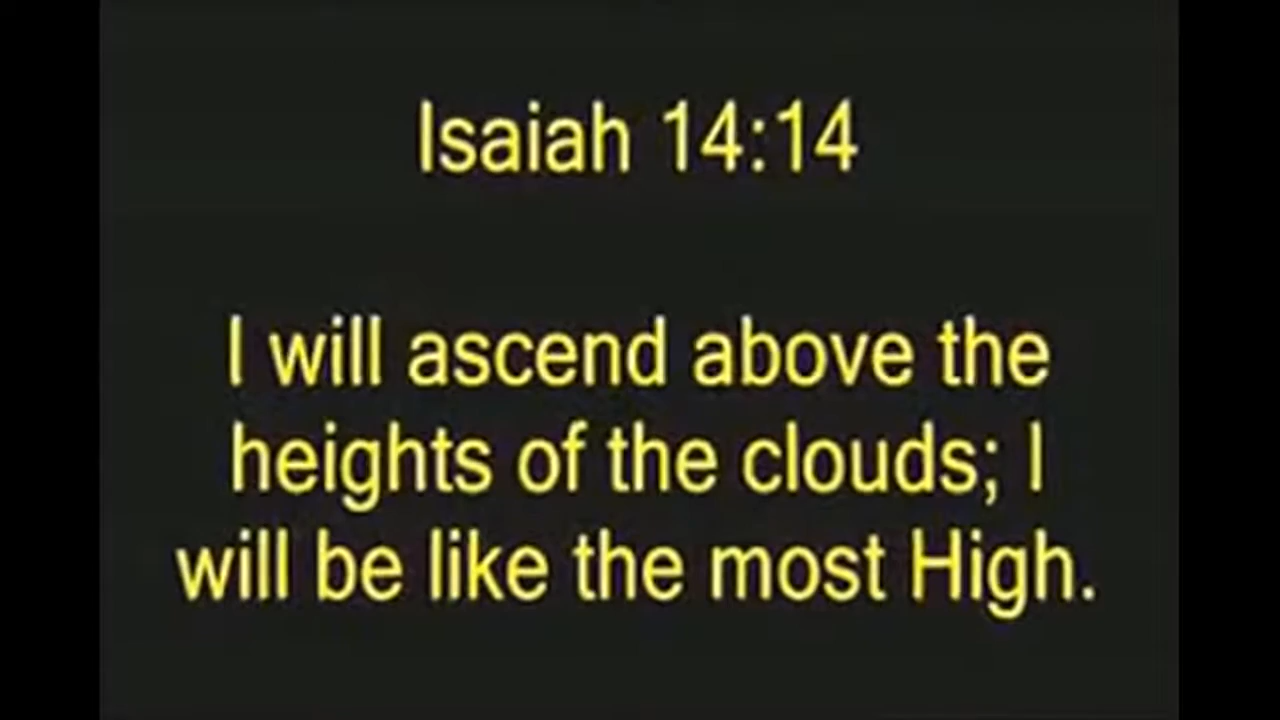 Isaiah 14:14
I will ascend above the
heights of the clouds; I
will be like the most High.